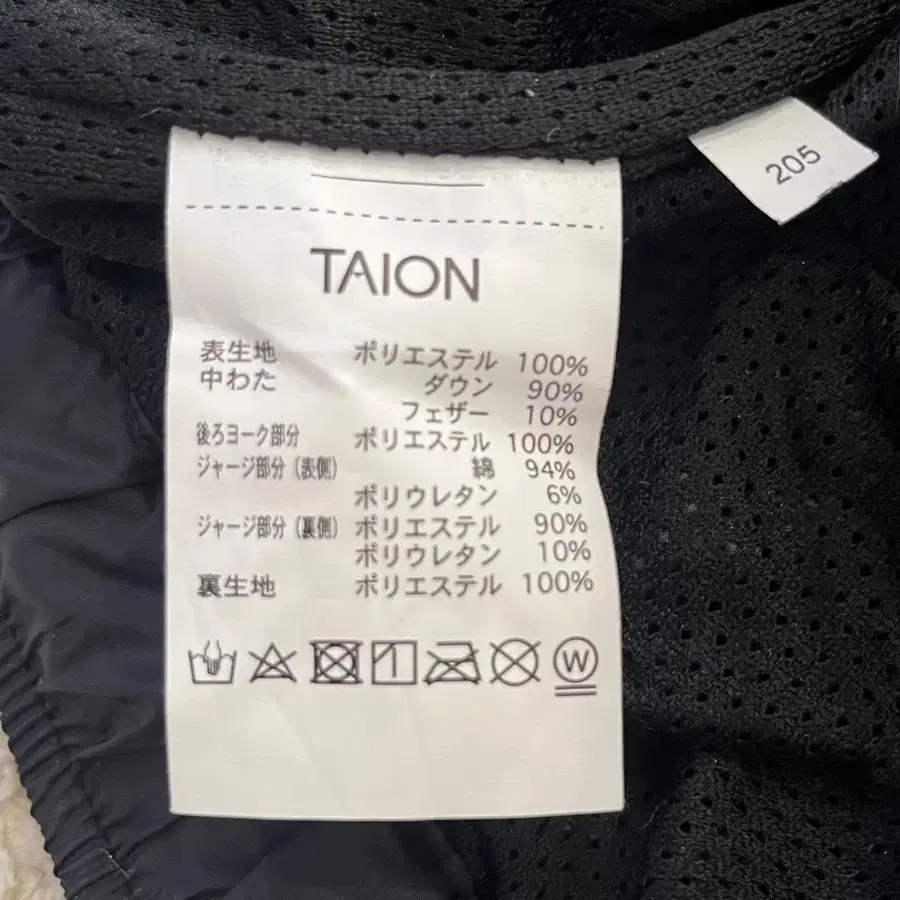 205
TAION
表生地 ポリエステル 100%
中わた ダウン 90%
フェザー 10%
後ろヨーク部分 ポリエステル 100%
ジャージ部分(表側) 綿 94%
ポリウレタン 6%
ジャージ部分(裏側) ポリエステル 90%
ポリウレタン 10%
裏生地 ポリエステル 100%
W